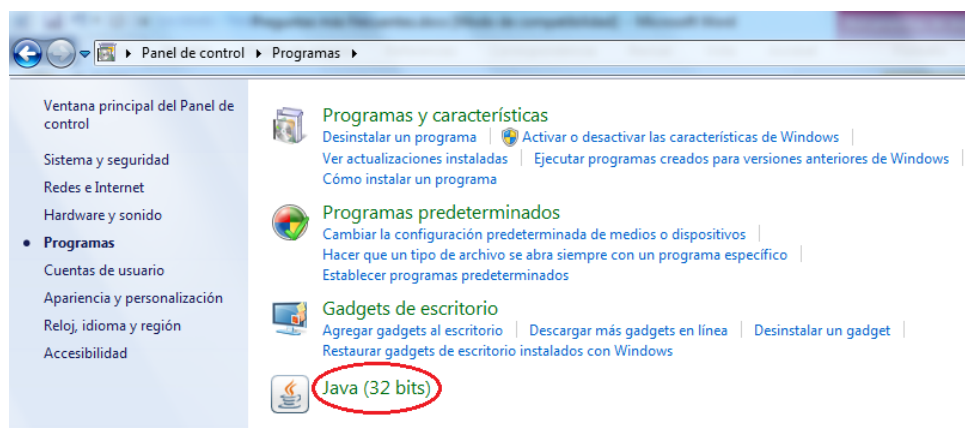 Panel de control ▸ Programas ▸
Ventana principal del Panel de
control
Sistema y seguridad
Redes e Internet
Hardware y sonido
Programas
Cuentas de usuario
Apariencia y personalización
Reloj, idioma y región
Accesibilidad
Programas y características
Desinstalar un programa | Activar o desactivar las características de Windows |
Ver actualizaciones instaladas | Ejecutar programas creados para versiones anteriores de Windows |
Cómo instalar un programa
Programas predeterminados
Cambiar la configuración predeterminada de medios o dispositivos |
Hacer que un tipo de archivo se abra siempre con un programa específico |
Establecer programas predeterminados
Gadgets de escritorio
Agregar gadgets al escritorio | Descargar más gadgets en línea | Desinstalar un gadget |
Restaurar gadgets de escritorio instalados con Windows
Java (32 bits)